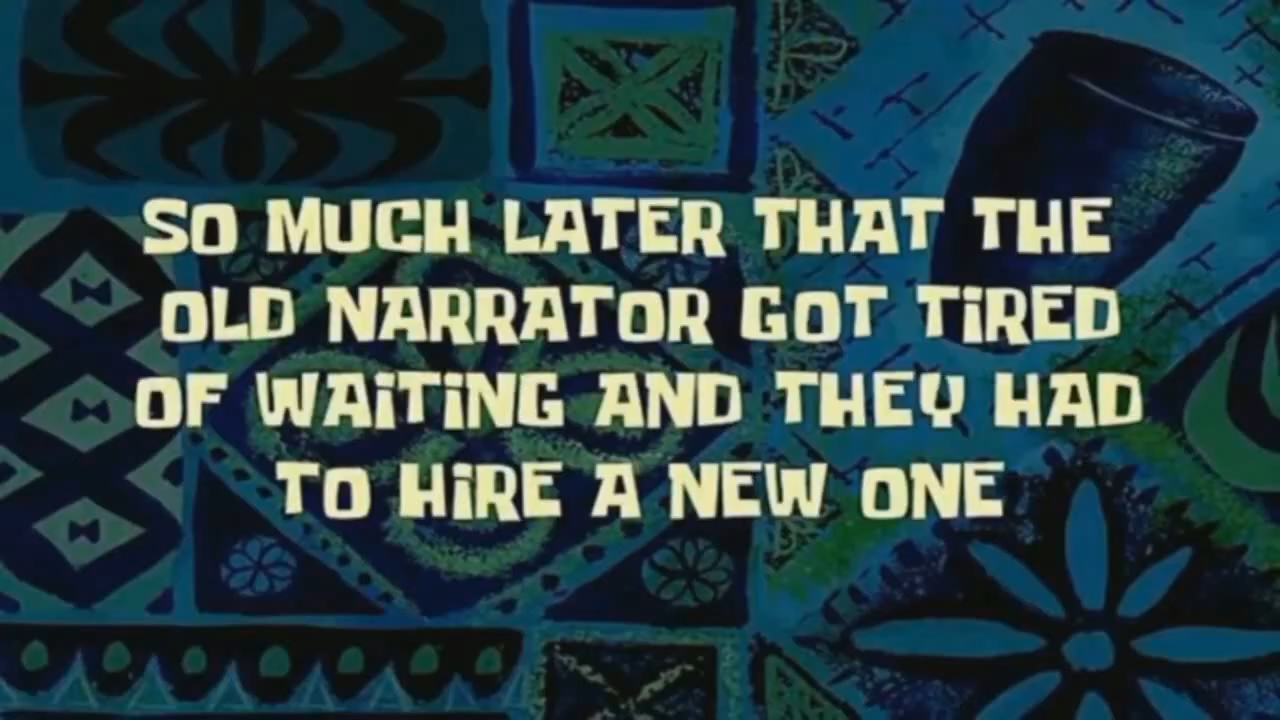 SO MUCH LATER THAT THE
OLD NARRATOR GOT TiRED
OF WAiTiNG AND THEY HAD
TO HiRE A NEW ONE